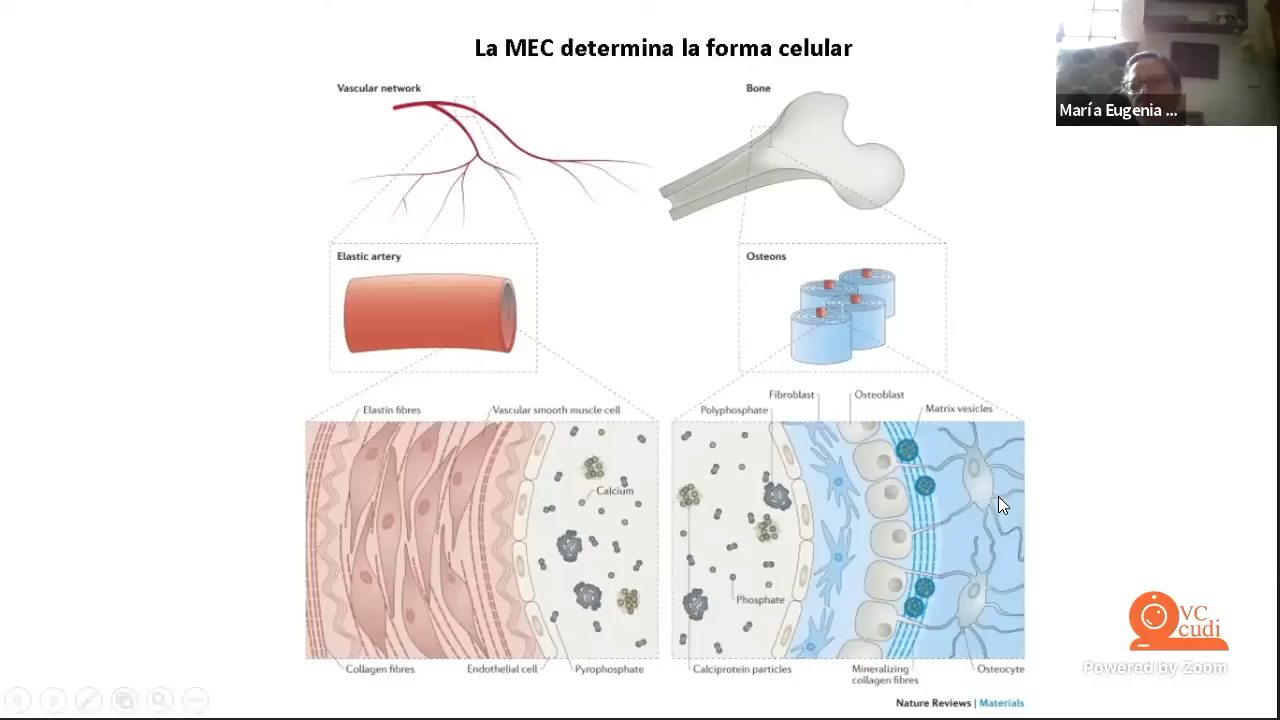 La MEC determina la forma celular
María Eugenia ...
Vascular network
Bone
Elastic artery
Osteons
Fibroblast
Osteoblast
Elastin fibres
Vascular smooth muscle cell
Polyphosphate
Matrix vesicles
Calcium
Phosphate
Collagen fibres
Endothelial cell
Pyrophosphate
Calciprotein particles
Mineralizing
collagen fibres
Osteocyte
Nature Reviews | Materials
VC
cudi
Powered by Zoom